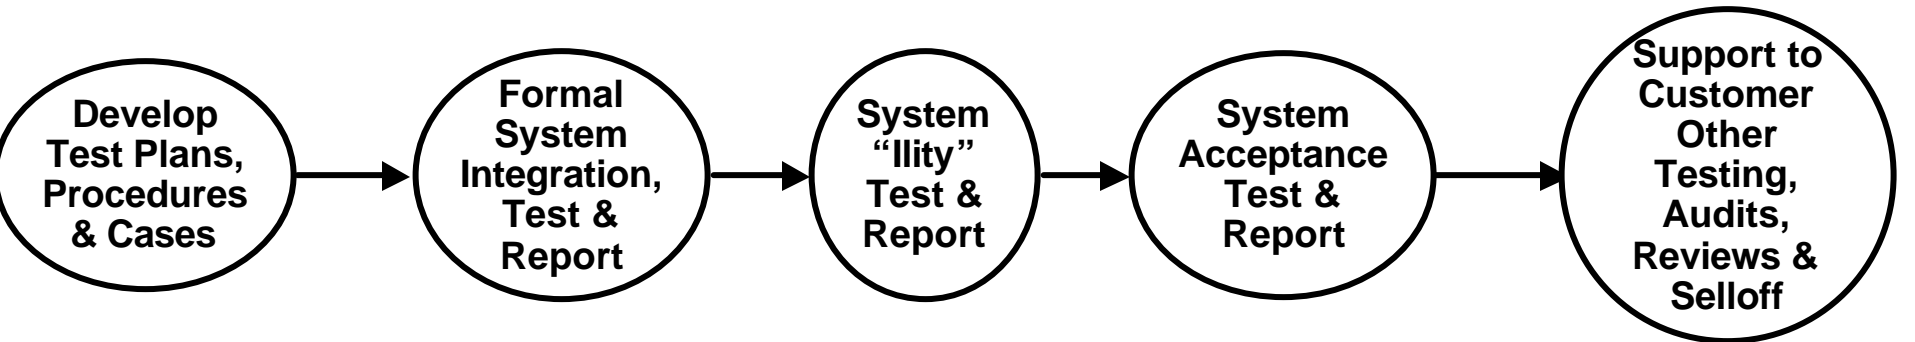 Develop
Test Plans,
Procedures
& Cases
Formal
System
Integration,
Test &
Report
System
“Ility”
Test &
Report
System
Acceptance
Test &
Report
Support to
Customer
Other
Testing,
Audits,
Reviews &
Selloff